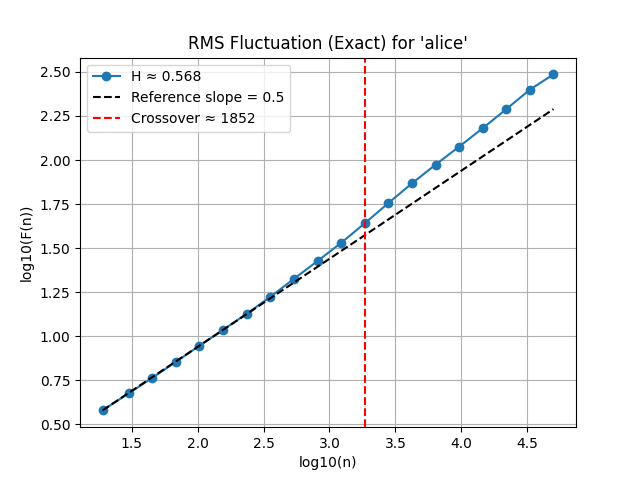 RMS Fluctuation (Exact) for 'alice'
H ≈ 0.568
Reference slope = 0.5
Crossover ≈ 1852
log10(F(n))
2.50
2.25
2.00
1.75
1.50
1.25
1.00
0.75
0.50
1.5 2.0 2.5 3.0 3.5 4.0 4.5
log10(n)